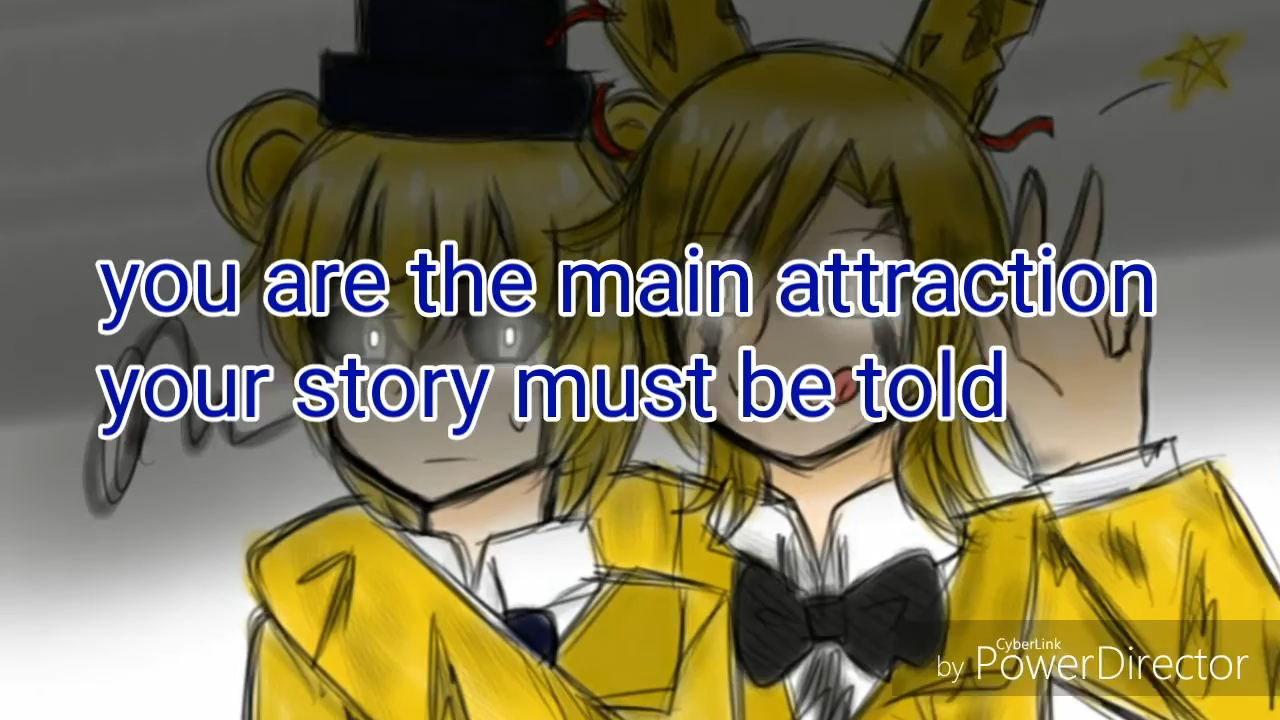 you are the main attraction
your story must be told
CyberLink
by PowerDirector